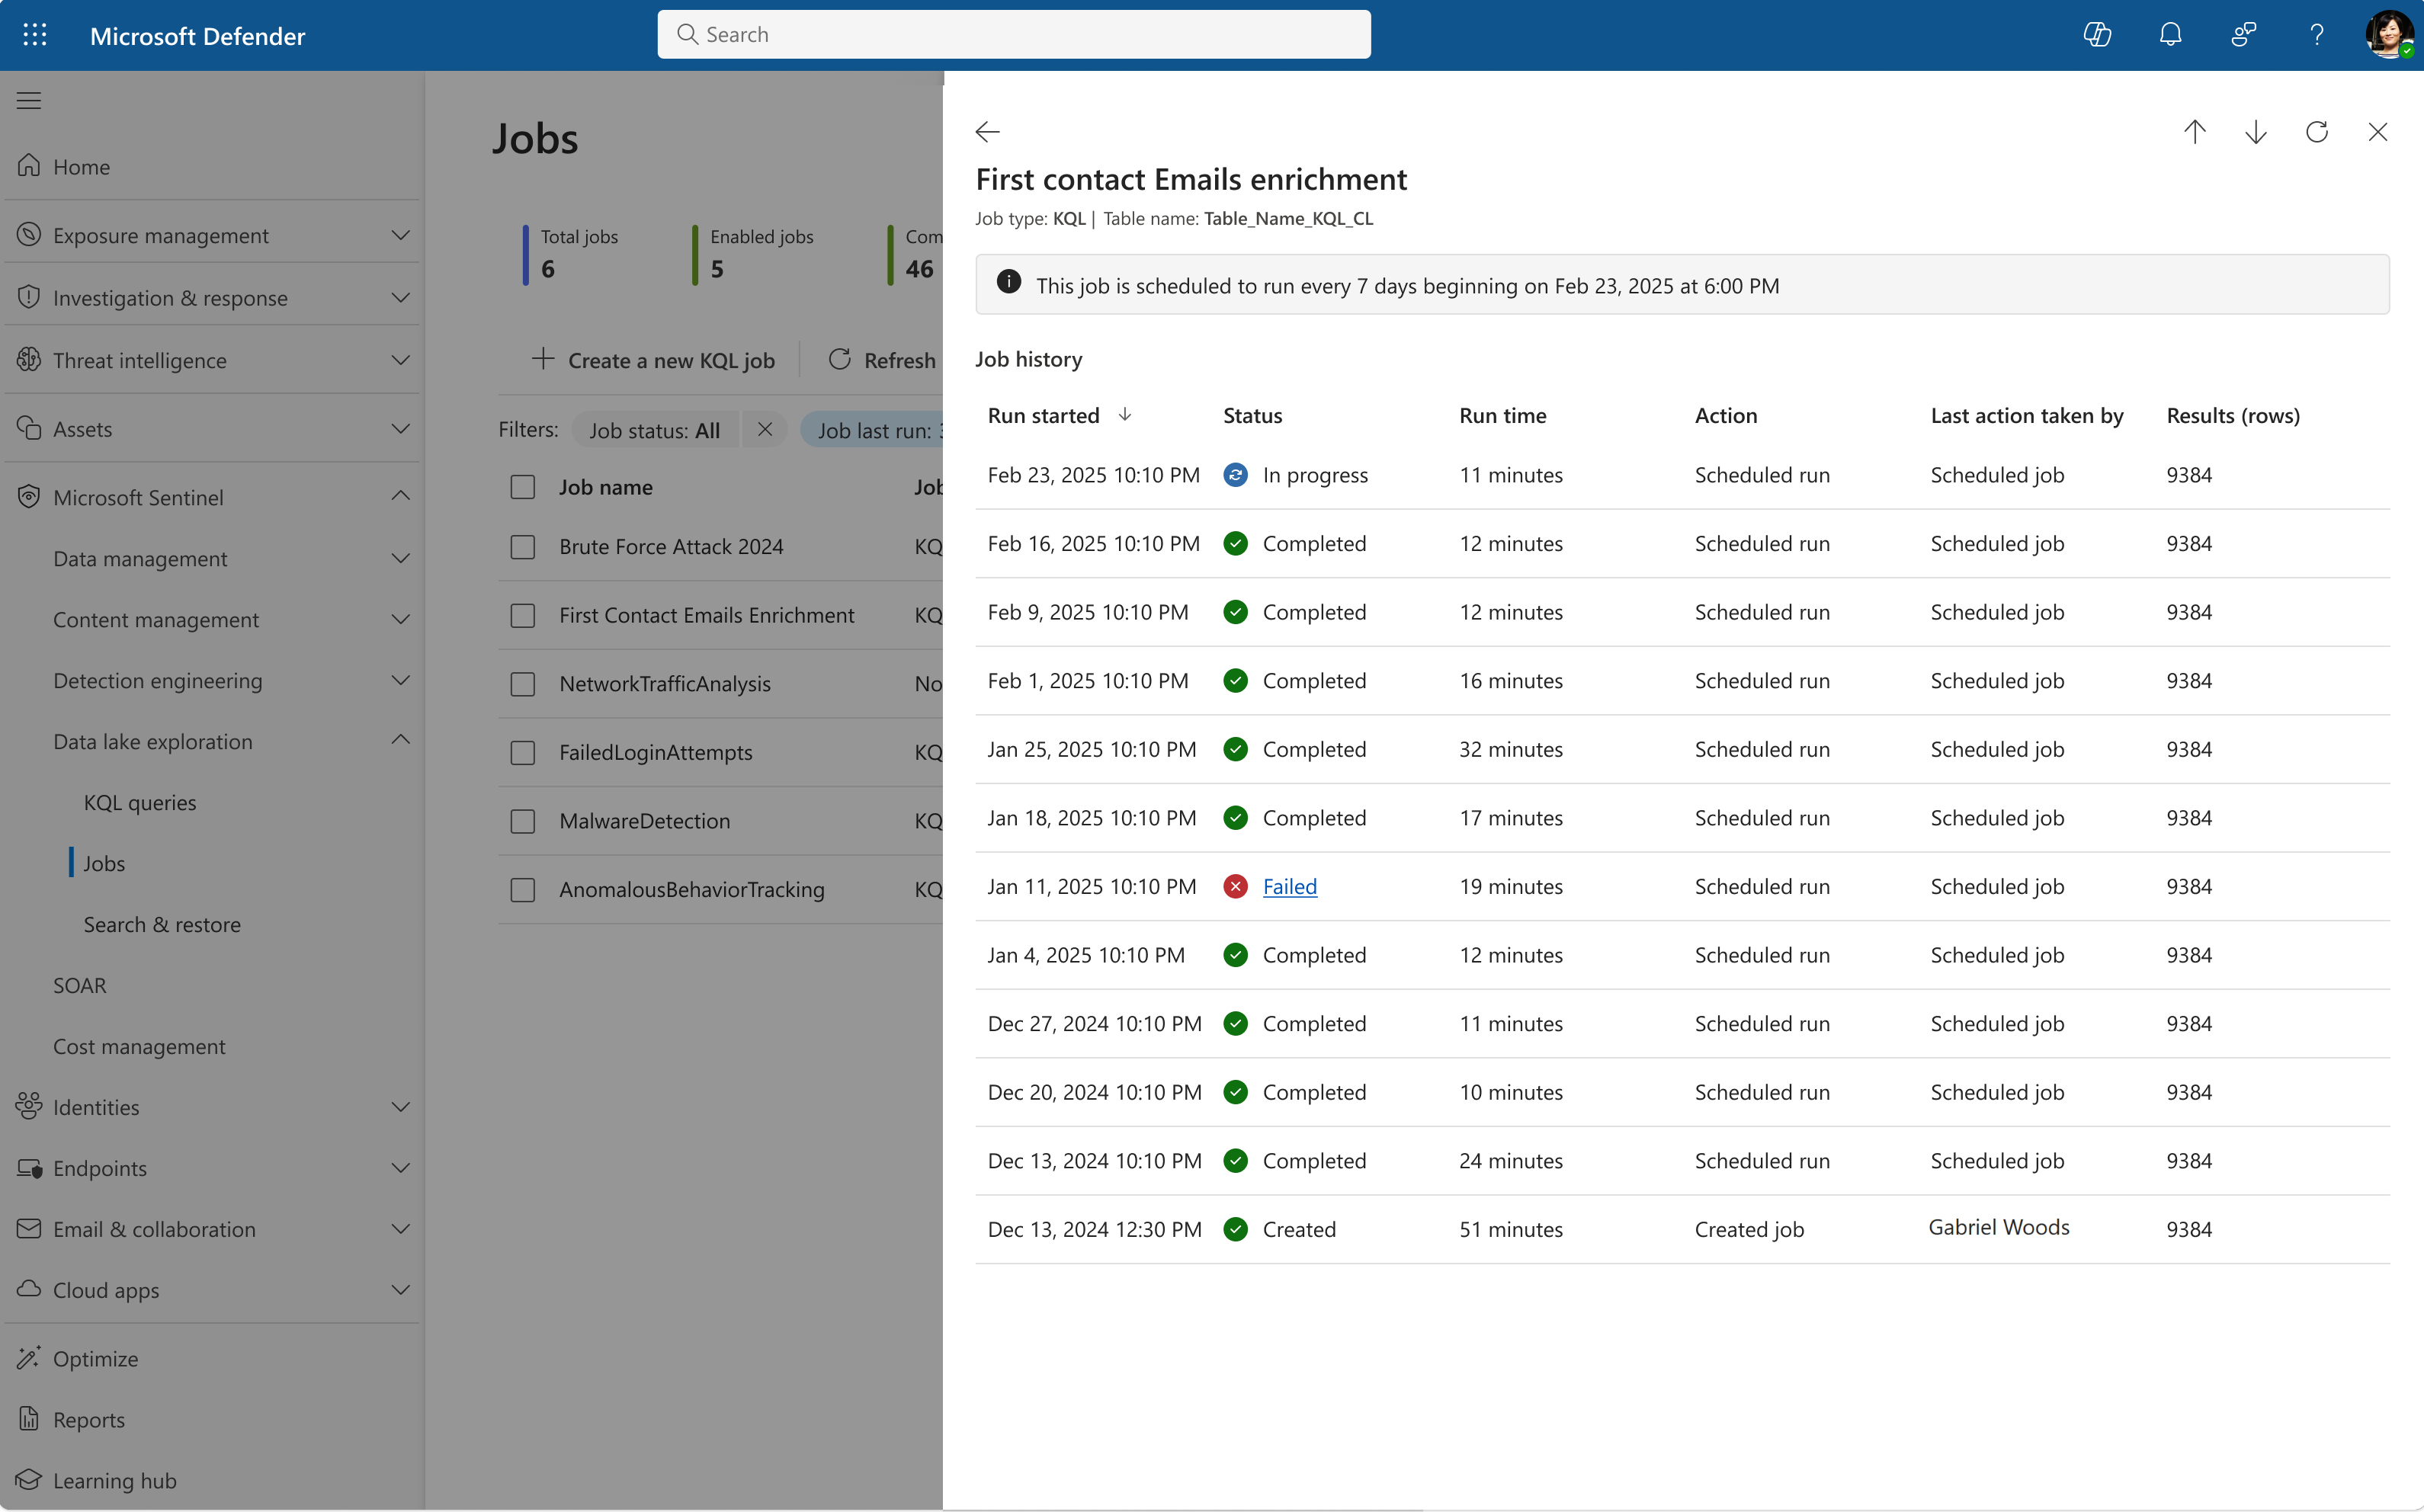 Microsoft Defender
Search
Home
Exposure management
Investigation & response
Threat intelligence
Assets
Microsoft Sentinel
Data management
Content management
Detection engineering
Data lake exploration
KQL queries
Jobs
Search & restore
SOAR
Cost management
Identities
Endpoints
Email & collaboration
Cloud apps
Optimize
Reports
Learning hub
Jobs
Total jobs Enabled jobs Com
6 5 46
Create a new KQL job Refresh
Filters: Job status: All Job last run:
Job name Job
Brute Force Attack 2024 KQ
First Contact Emails Enrichment KQ
NetworkTrafficAnalysis No
FailedLoginAttempts KQ
MalwareDetection KQ
AnomalousBehaviorTracking KQ
First contact Emails enrichment
Job type: KQL | Table name: Table_Name_KQL_CL
This job is scheduled to run every 7 days beginning on Feb 23, 2025 at 6:00 PM
Job history
Run started Status Run time Action Last action taken by Results (rows)
Feb 23, 2025 10:10 PM In progress 11 minutes Scheduled run Scheduled job 9384
Feb 16, 2025 10:10 PM Completed 12 minutes Scheduled run Scheduled job 9384
Feb 9, 2025 10:10 PM Completed 12 minutes Scheduled run Scheduled job 9384
Feb 1, 2025 10:10 PM Completed 16 minutes Scheduled run Scheduled job 9384
Jan 25, 2025 10:10 PM Completed 32 minutes Scheduled run Scheduled job 9384
Jan 18, 2025 10:10 PM Completed 17 minutes Scheduled run Scheduled job 9384
Jan 11, 2025 10:10 PM Failed 19 minutes Scheduled run Scheduled job 9384
Jan 4, 2025 10:10 PM Completed 12 minutes Scheduled run Scheduled job 9384
Dec 27, 2024 10:10 PM Completed 11 minutes Scheduled run Scheduled job 9384
Dec 20, 2024 10:10 PM Completed 10 minutes Scheduled run Scheduled job 9384
Dec 13, 2024 10:10 PM Completed 24 minutes Scheduled run Scheduled job 9384
Dec 13, 2024 12:30 PM Created 51 minutes Created job Gabriel Woods 9384